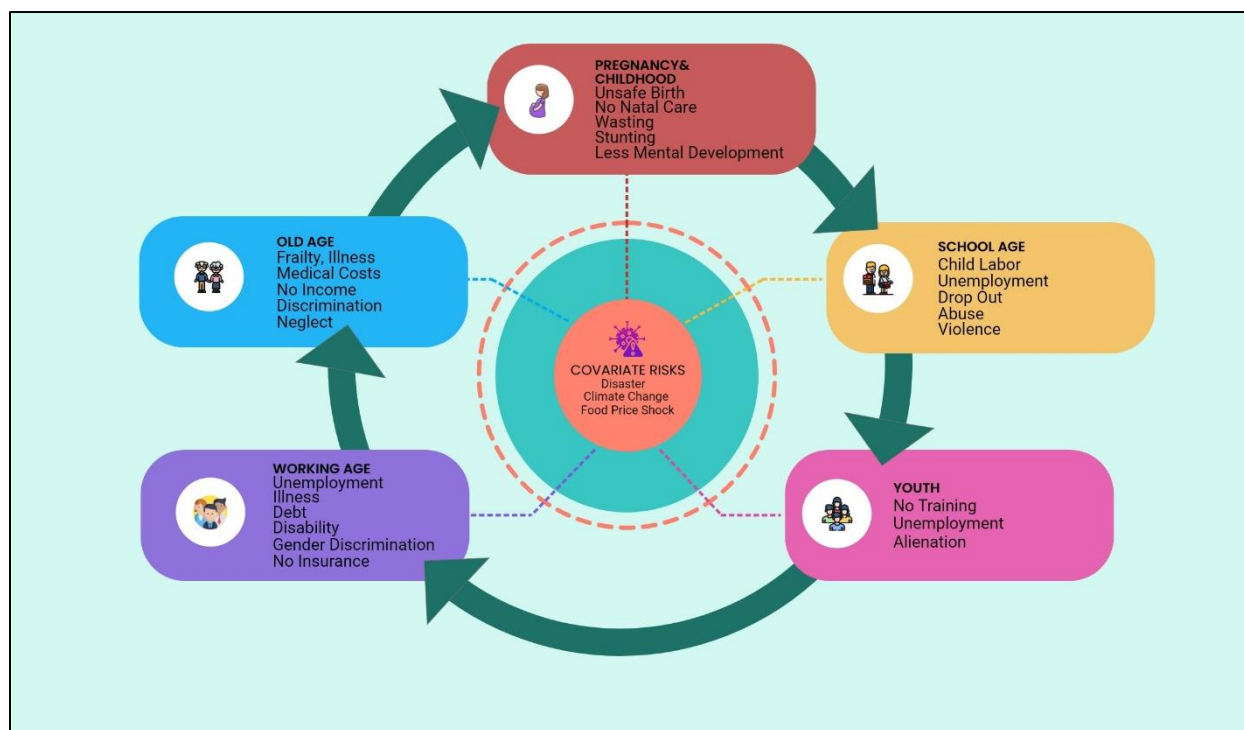 PREGNANCY&
CHILDHOOD
Unsafe Birth
No Natal Care
Wasting
Stunting
Less Mental Development
OLD AGE
Frailty, Illness
Medical Costs
No Income
Discrimination
Neglect
SCHOOL AGE
Child Labor
Unemployment
Drop Out
Abuse
Violence
COVARIATE RISKS
Disaster
Climate Change
Food Price Shock
WORKING AGE
Unemployment
Illness
Debt
Disability
Gender Discrimination
No Insurance
YOUTH
No Training
Unemployment
Alienation